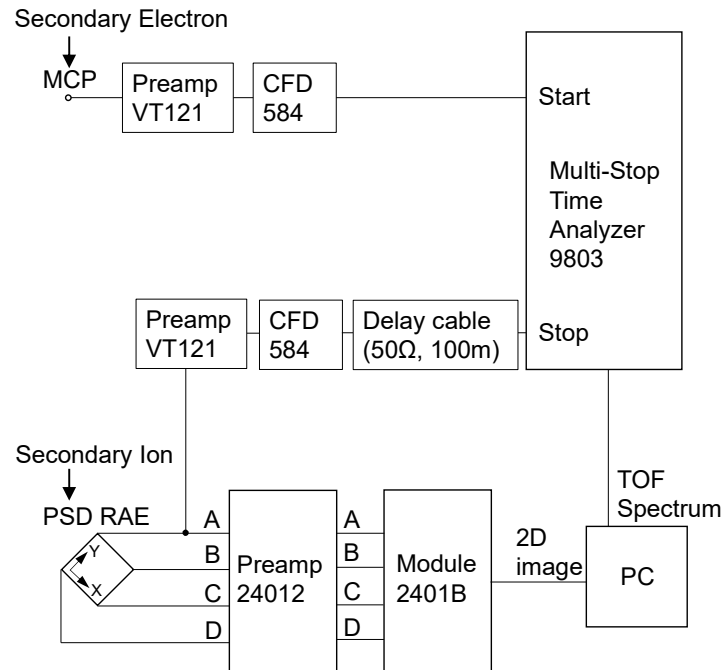 Secondary Electron
MCP
Preamp
VT121
CFD
584
Start
Multi-Stop
Time
Analyzer
9803
Preamp
VT121
CFD
584
Delay cable
(50Ω, 100m)
Stop
Secondary Ion
PSD RAE
Y
X
A
B
C
D
Preamp
24012
A
B
C
D
Module
2401B
2D
image
TOF
Spectrum
PC